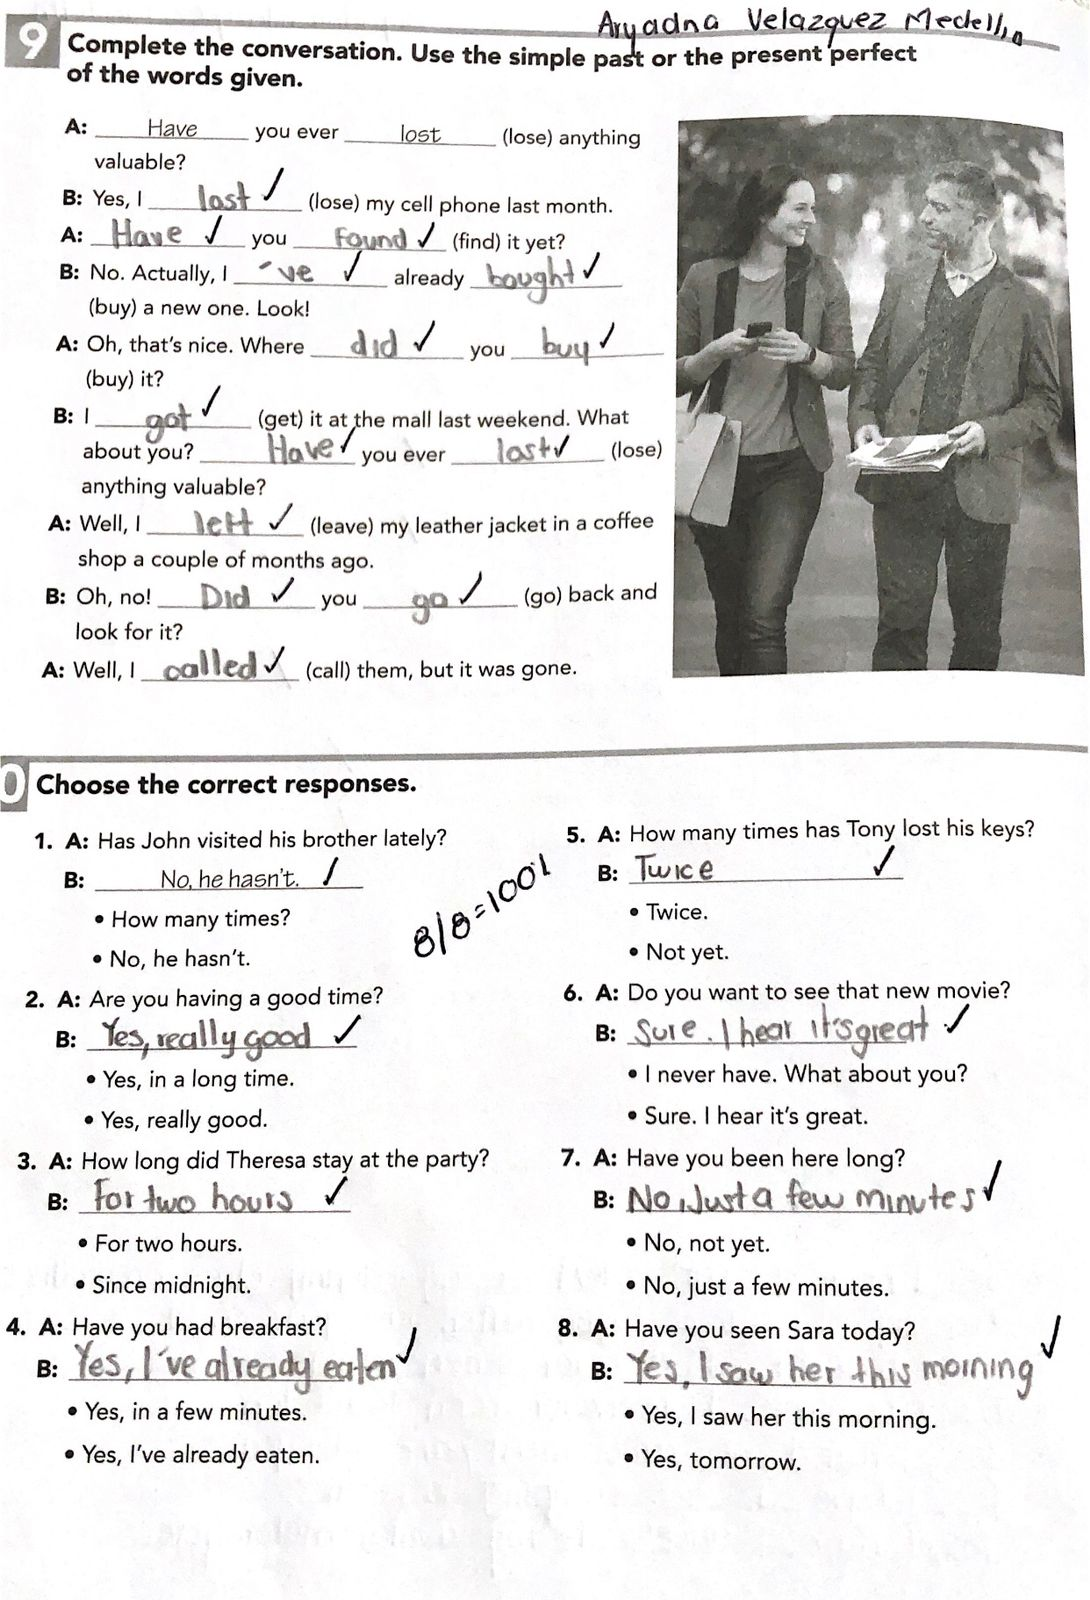 Aryadna Velazquez Medellin
9 Complete the conversation. Use the simple past or the present perfect
of the words given.
A: Have you ever lost (lose) anything
valuable?
B: Yes, I lost ✓ (lose) my cell phone last month.
A: Have ✓ you Found ✓ (find) it yet?
B: No. Actually, I 've ✓ already bought ✓
(buy) a new one. Look!
A: Oh, that's nice. Where did ✓ you buy ✓
(buy) it?
B: I got ✓ (get) it at the mall last weekend. What
about you? Have ✓ you ever lost ✓ (lose)
anything valuable?
A: Well, I left ✓ (leave) my leather jacket in a coffee
shop a couple of months ago.
B: Oh, no! Did ✓ you go ✓ (go) back and
look for it?
A: Well, I called ✓ (call) them, but it was gone.
0 Choose the correct responses.
1. A: Has John visited his brother lately?
B: No, he hasn't. ✓
• How many times?
• No, he hasn't.
8/8=100%
2. A: Are you having a good time?
B: Yes, really good ✓
• Yes, in a long time.
• Yes, really good.
3. A: How long did Theresa stay at the party?
B: For two hours ✓
• For two hours.
• Since midnight.
4. A: Have you had breakfast?
B: Yes, I've already eaten ✓
• Yes, in a few minutes.
• Yes, I've already eaten.
5. A: How many times has Tony lost his keys?
B: Twice ✓
• Twice.
• Not yet.
6. A: Do you want to see that new movie?
B: Sure. I hear it's great ✓
• I never have. What about you?
• Sure. I hear it's great.
7. A: Have you been here long?
B: No, Just a few minutes ✓
• No, not yet.
• No, just a few minutes.
8. A: Have you seen Sara today? ✓
B: Yes, I saw her this morning
• Yes, I saw her this morning.
• Yes, tomorrow.